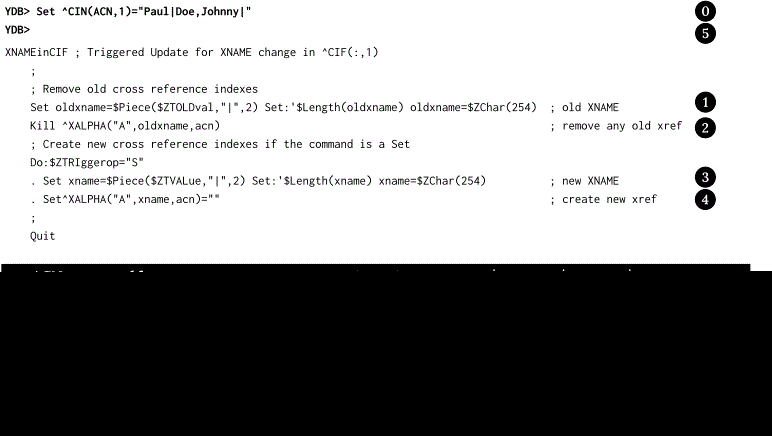 YDB> Set ^CIN(ACN,1)="Paul|Doe,Johnny|" 0
YDB> 5
XNAMEinCIF ; Triggered Update for XNAME change in ^CIF(:,1)
;
; Remove old cross reference indexes
Set oldxname=$Piece($ZTOLDval,"|",2) Set:'$Length(oldxname) oldxname=$ZChar(254) ; old XNAME 1
Kill ^XALPHA("A",oldxname,acn) ; remove any old xref 2
; Create new cross reference indexes if the command is a Set
Do:$ZTRIggerop="S"
. Set xname=$Piece($ZTVALue,"|",2) Set:'$Length(xname) xname=$ZChar(254) ; new XNAME 3
. Set^XALPHA("A",xname,acn)="" ; create new xref 4
;
Quit